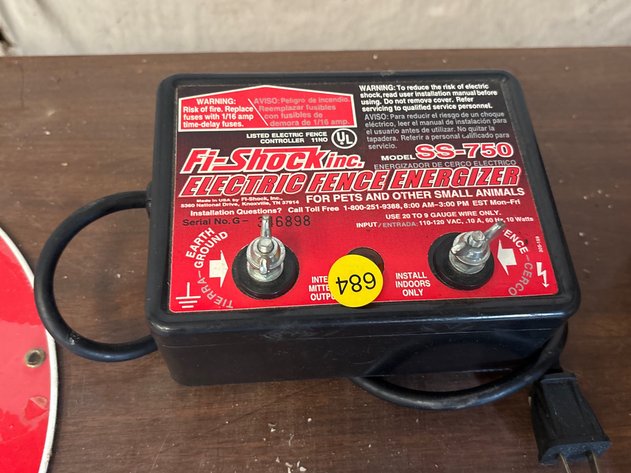 WARNING:
Risk of fire. Replace
fuses with 1/16 amp
time-delay fuses.
AVISO: Peligro de incendio.
Reemplazar fusibles
con fusibles de
demora do 1/16 amp.
WARNING: To reduce the risk of electric
shock, read user installation manual before
using. Do not remove cover. Refer
servicing to qualified service personnel.
AVISO: Para reducir el riesgo de un choque
eléctrico, leer el manual de instalación para
el usuario antes de utilizar. No quitar la
tapadera. Referir a personal calificado para
servicio.
LISTED ELECTRIC FENCE
CONTROLLER 11NO
UL
Fi-Shock inc.
MODEL SS-750
ENERGIZADOR DE CERCO ELECTRICO
ELECTRIC FENCE ENERGIZER
Made in USA by Fi-Shock, Inc.,
5360 National Drive, Knoxville, TN 37914
FOR PETS AND OTHER SMALL ANIMALS
Installation Questions? Call Toll Free 1-800-251-9388, 8:00 AM-3:00 PM EST Mon-Fri
Serial No. G- 6898
USE 20 TO 9 GAUGE WIRE ONLY.
INPUT/ENTRADA: 110-120 VAC, .10 A, 60 Hz, 10 Watts
EARTH
GROUND
TIERRA
INSTALL
INDOORS
ONLY
684
FENCE-CERCO